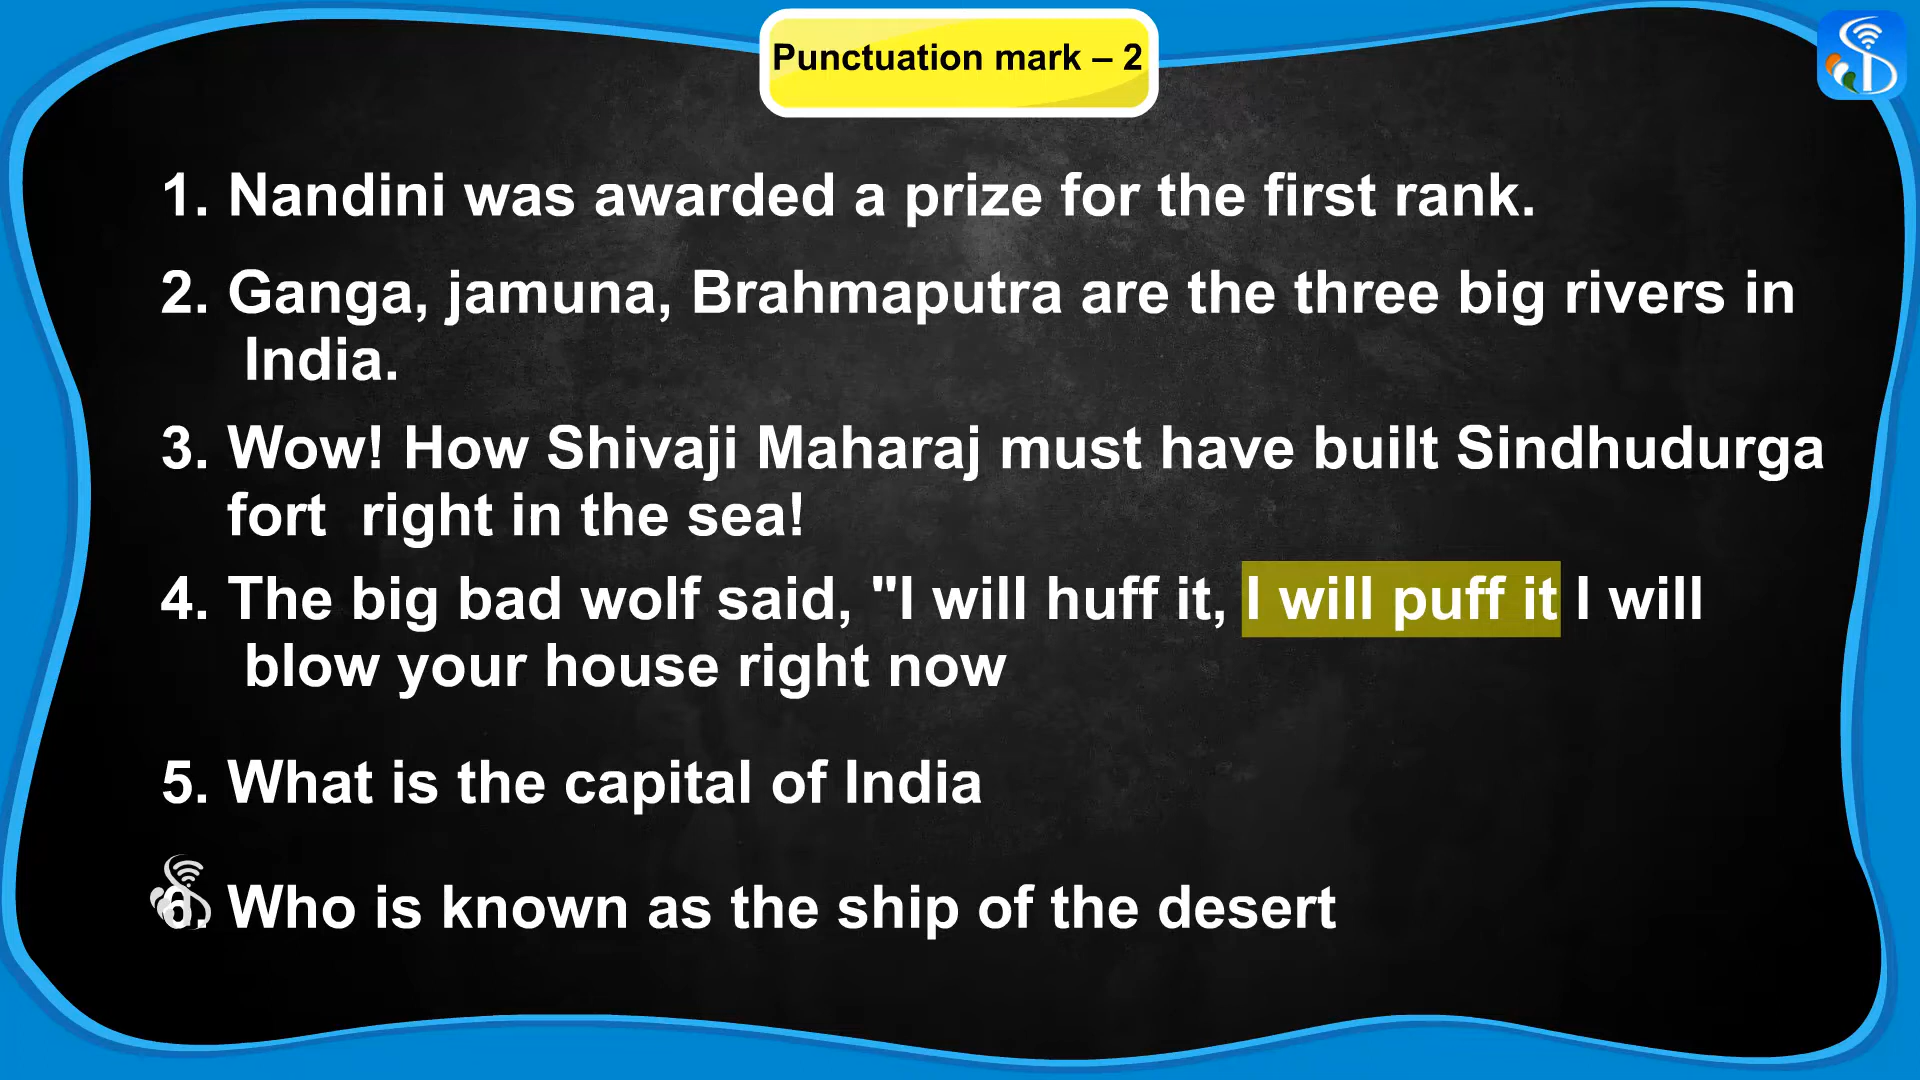 Punctuation mark – 2
1. Nandini was awarded a prize for the first rank.
2. Ganga, jamuna, Brahmaputra are the three big rivers in
India.
3. Wow! How Shivaji Maharaj must have built Sindhudurga
fort  right in the sea!
4. The big bad wolf said, "I will huff it, I will puff it I will
blow your house right now
5. What is the capital of India
6. Who is known as the ship of the desert